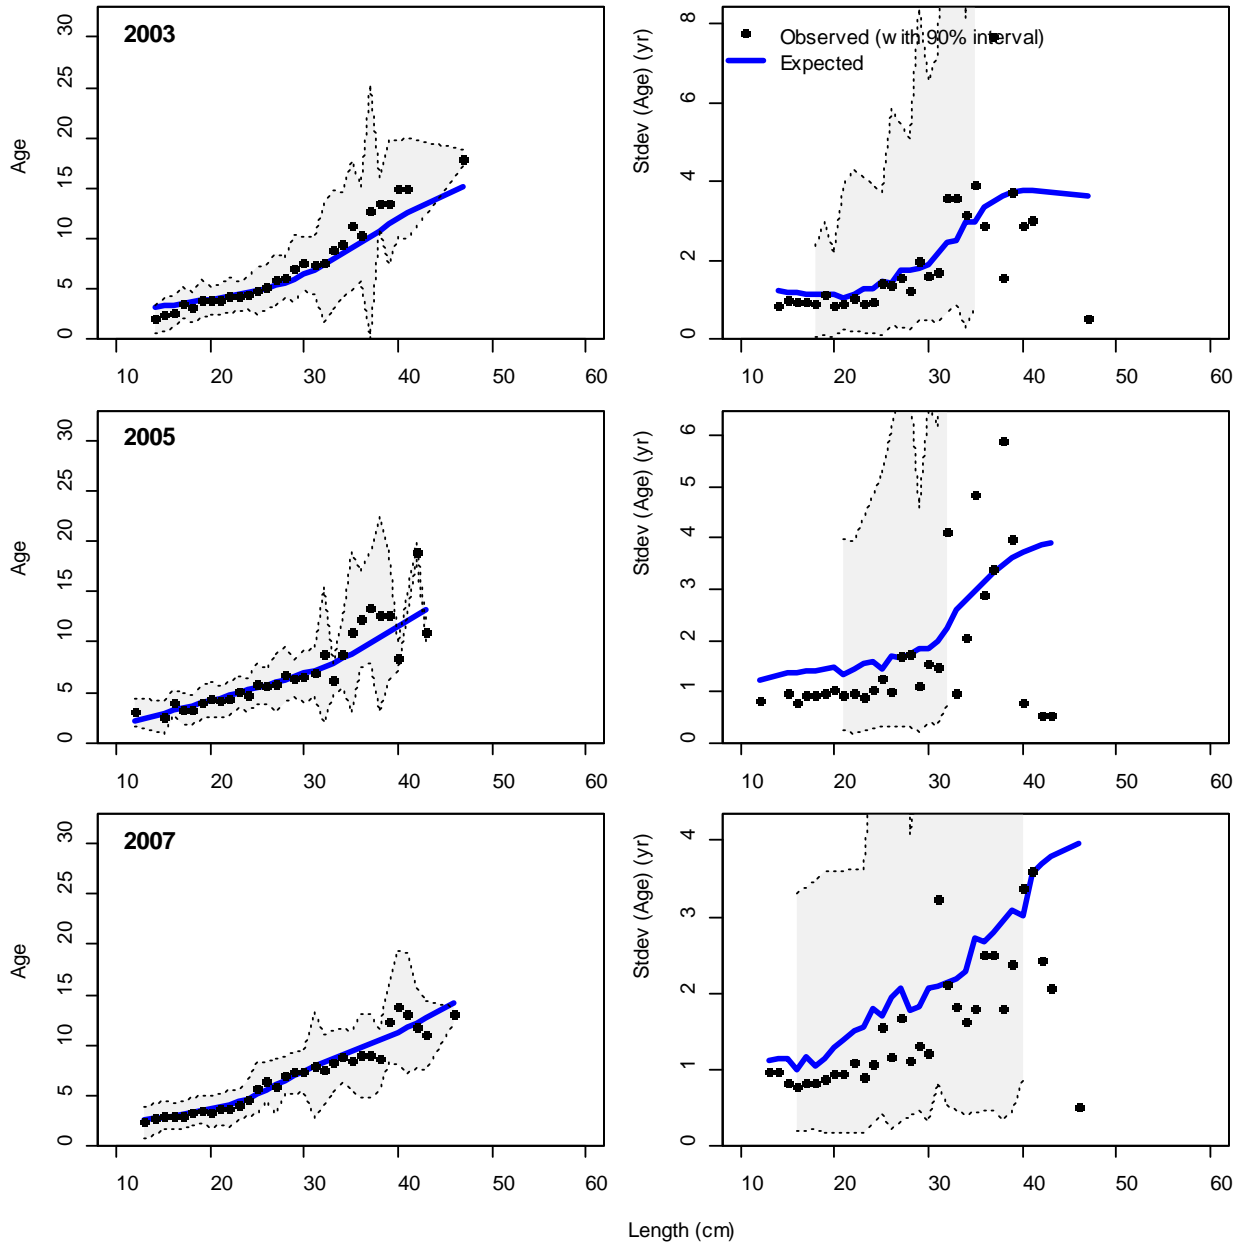 2003
Age
0 5 10 15 20 25 30
10 20 30 40 50 60
Observed (with 90% interval)
Expected
Stdev (Age) (yr)
0 2 4 6 8
10 20 30 40 50 60
2005
Age
0 5 10 15 20 25 30
10 20 30 40 50 60
Stdev (Age) (yr)
0 1 2 3 4 5 6
10 20 30 40 50 60
2007
Age
0 5 10 15 20 25 30
10 20 30 40 50 60
Stdev (Age) (yr)
0 1 2 3 4
10 20 30 40 50 60
Length (cm)